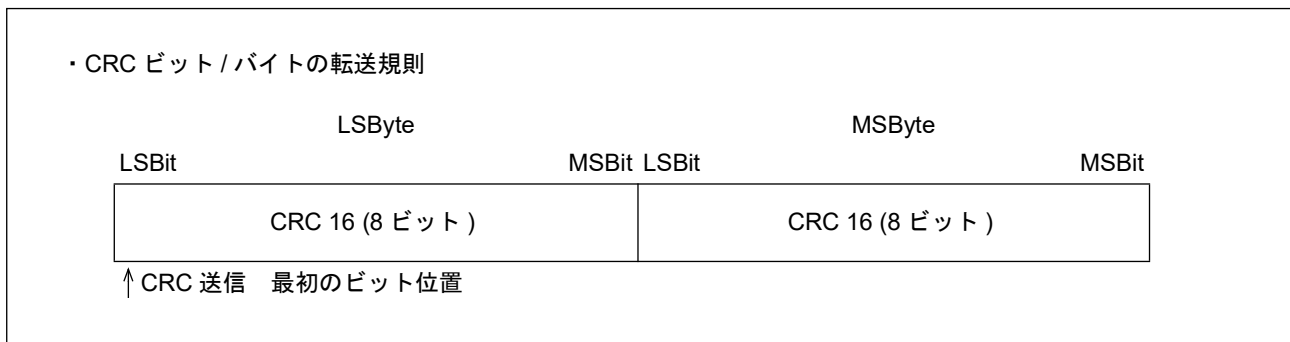 ・CRC ビット / バイトの転送規則
LSByte MSByte
LSBit MSBit LSBit MSBit
CRC 16 (8 ビット ) CRC 16 (8 ビット )
↑ CRC 送信　最初のビット位置